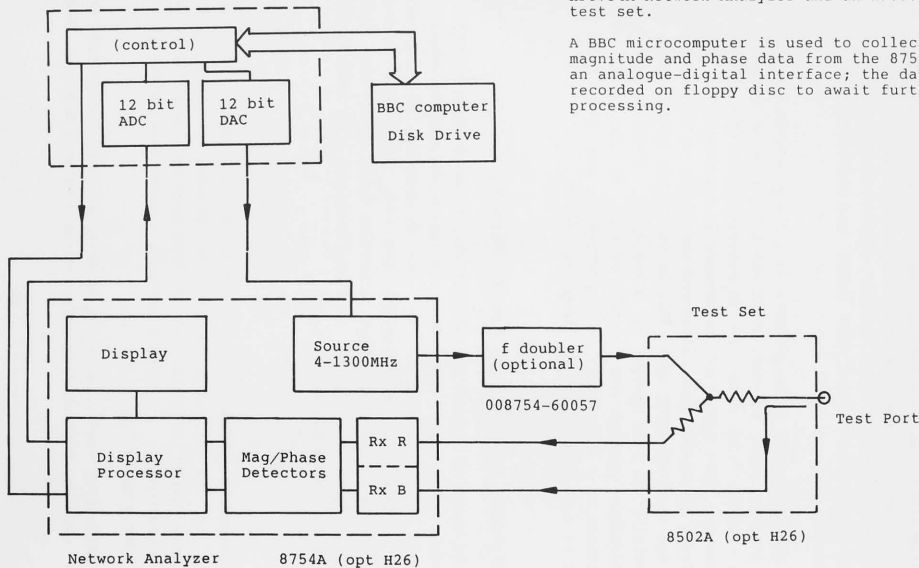 test set.
A BBC microcomputer is used to collec
magnitude and phase data from the 875
an analogue-digital interface; the da
recorded on floppy disc to await furt
processing.
(control)
12 bit
ADC
12 bit
DAC
BBC computer
Disk Drive
Display
Source
4-1300MHz
f doubler
(optional)
008754-60057
Test Set
Display
Processor
Mag/Phase
Detectors
Rx R
Rx B
Test Port
8502A (opt H26)
Network Analyzer 8754A (opt H26)